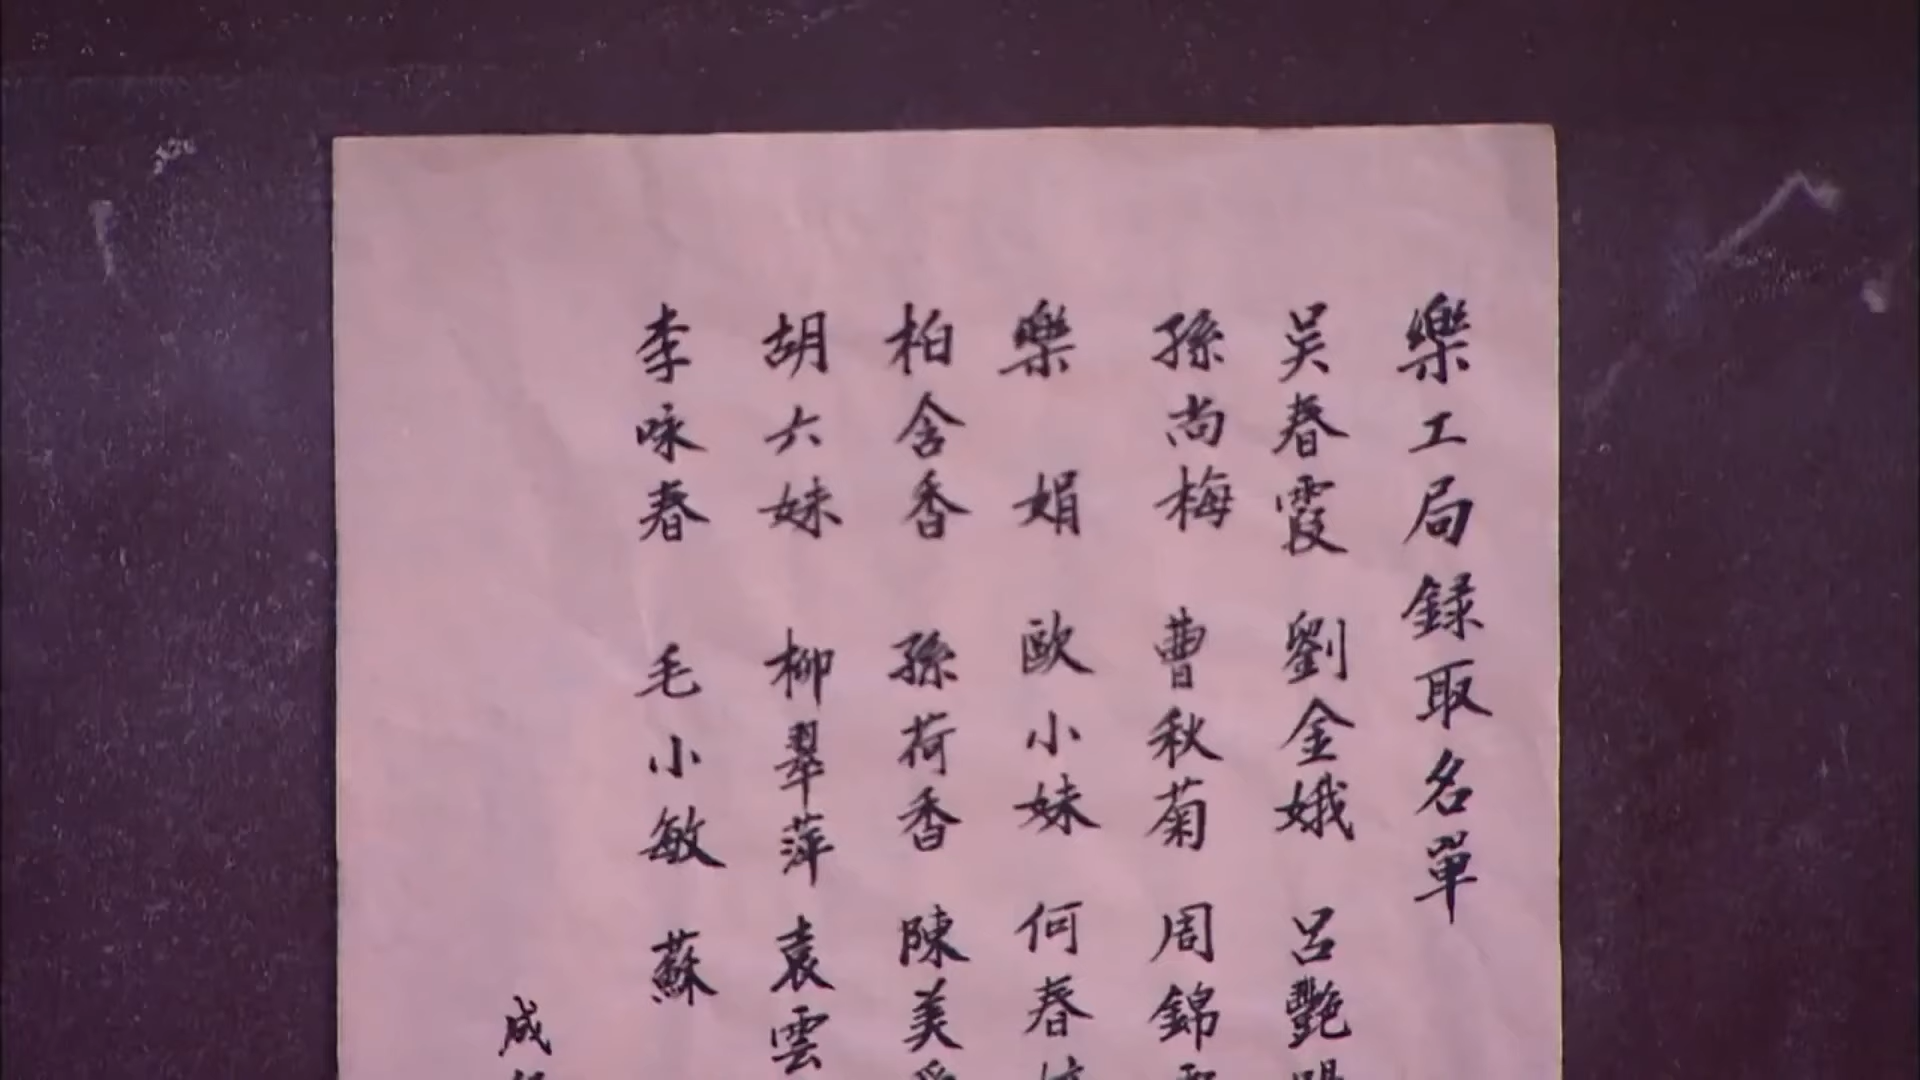 樂工局録取名單
吴春霞 劉金娥 呂艷
孫尚梅 曹秋菊 周錦
樂 娟 歐小妹 何春
柏含香 孫荷香 陳美
胡六妹 柳翠萍 袁雲
李咏春 毛小敏 蘇
成